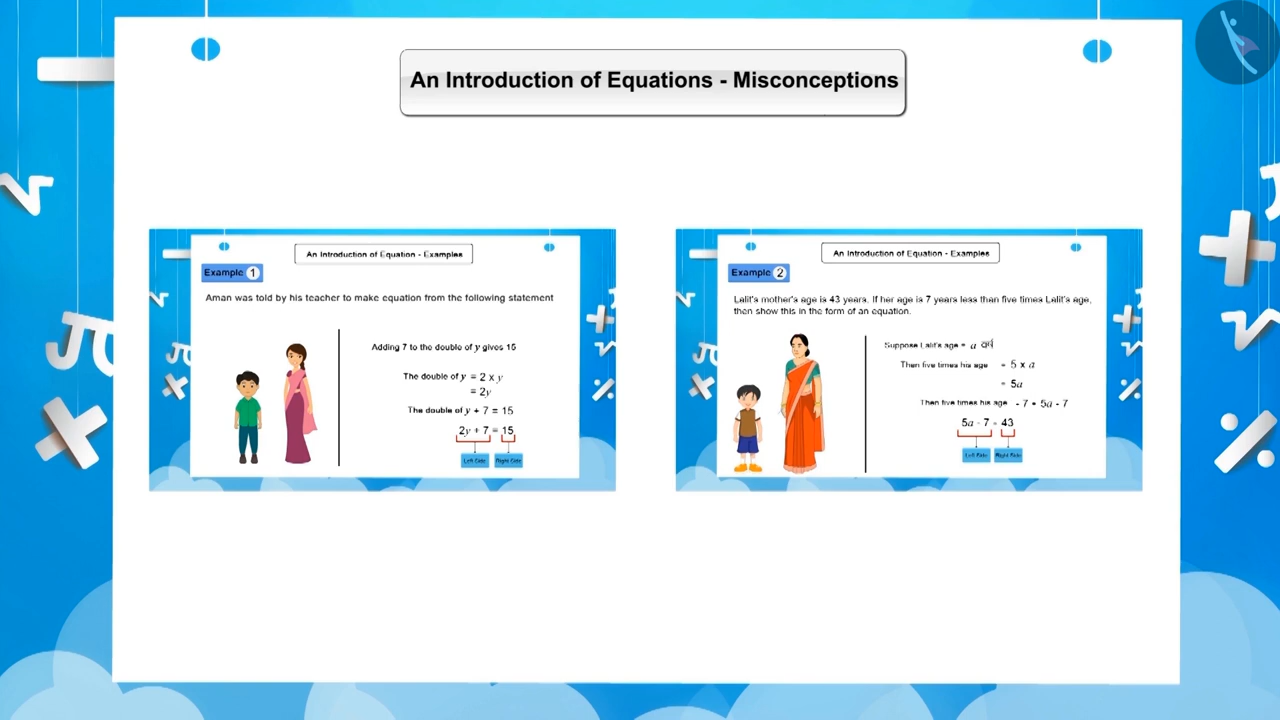 An Introduction of Equations - Misconceptions
An Introduction of Equation - Examples
Example 1
Aman was told by his teacher to make equation from the following statement
Adding 7 to the double of y gives 15
The double of y = 2 x y
= 2y
The double of y + 7 = 15
2y + 7 = 15
Left Side Right Side
An Introduction of Equation - Examples
Example 2
Lalit's mother's age is 43 years. If her age is 7 years less than five times Lalit's age,
then show this in the form of an equation.
Suppose Lalit's age = a वर्ष
Then five times his age = 5 x a
= 5a
Then five times his age - 7 = 5a - 7
5a - 7 = 43
Left Side Right Side